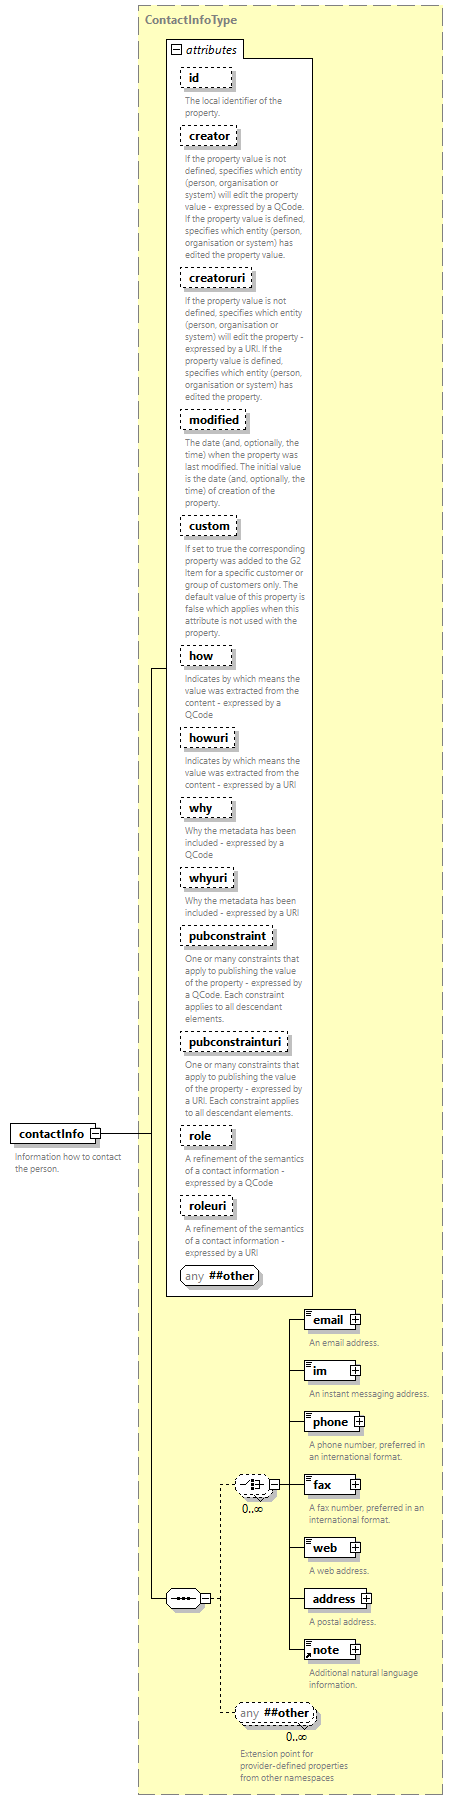 ContactInfoType
attributes
id
The local identifier of the
property.
creator
If the property value is not
defined, specifies which entity
(person, organisation or
system) will edit the property
value - expressed by a QCode.
If the property value is defined,
specifies which entity (person,
organisation or system) has
edited the property value.
creatoruri
If the property value is not
defined, specifies which entity
(person, organisation or
system) will edit the property -
expressed by a URI. If the
property value is defined,
specifies which entity (person,
organisation or system) has
edited the property.
modified
The date (and, optionally, the
time) when the property was
last modified. The initial value
is the date (and, optionally, the
time) of creation of the
property.
custom
If set to true the corresponding
property was added to the G2
Item for a specific customer or
group of customers only. The
default value of this property is
false which applies when this
attribute is not used with the
property.
how
Indicates by which means the
value was extracted from the
content - expressed by a
QCode
howuri
Indicates by which means the
value was extracted from the
content - expressed by a URI
why
Why the metadata has been
included - expressed by a
QCode
whyuri
Why the metadata has been
included - expressed by a URI
pubconstraint
One or many constraints that
apply to publishing the value
of the property - expressed by
a QCode. Each constraint
applies to all descendant
elements.
pubconstrainturi
One or many constraints that
apply to publishing the value
of the property - expressed by
a URI. Each constraint applies
to all descendant elements.
contactInfo
Information how to contact
the person.
role
A refinement of the semantics
of a contact information -
expressed by a QCode
roleuri
A refinement of the semantics
of a contact information -
expressed by a URI
any ##other
email
An email address.
im
An instant messaging address.
phone
A phone number, preferred in
an international format.
fax
0..∞
A fax number, preferred in an
international format.
web
A web address.
address
A postal address.
note
Additional natural language
information.
any ##other
0..∞
Extension point for
provider-defined properties
from other namespaces